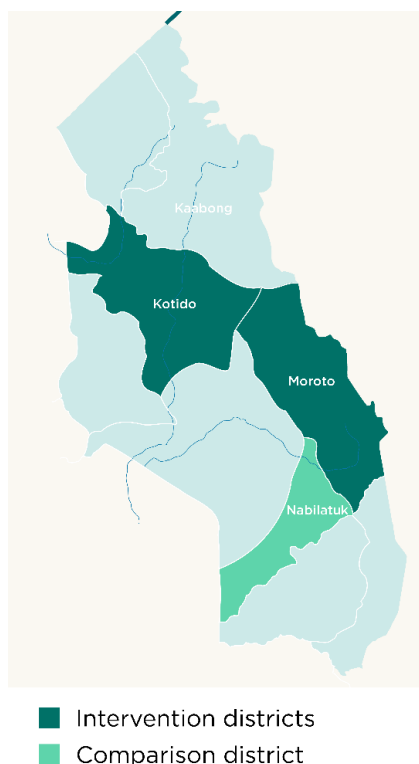 Kaabong
Kotido
Moroto
Nabilatuk
Intervention districts
Comparison district